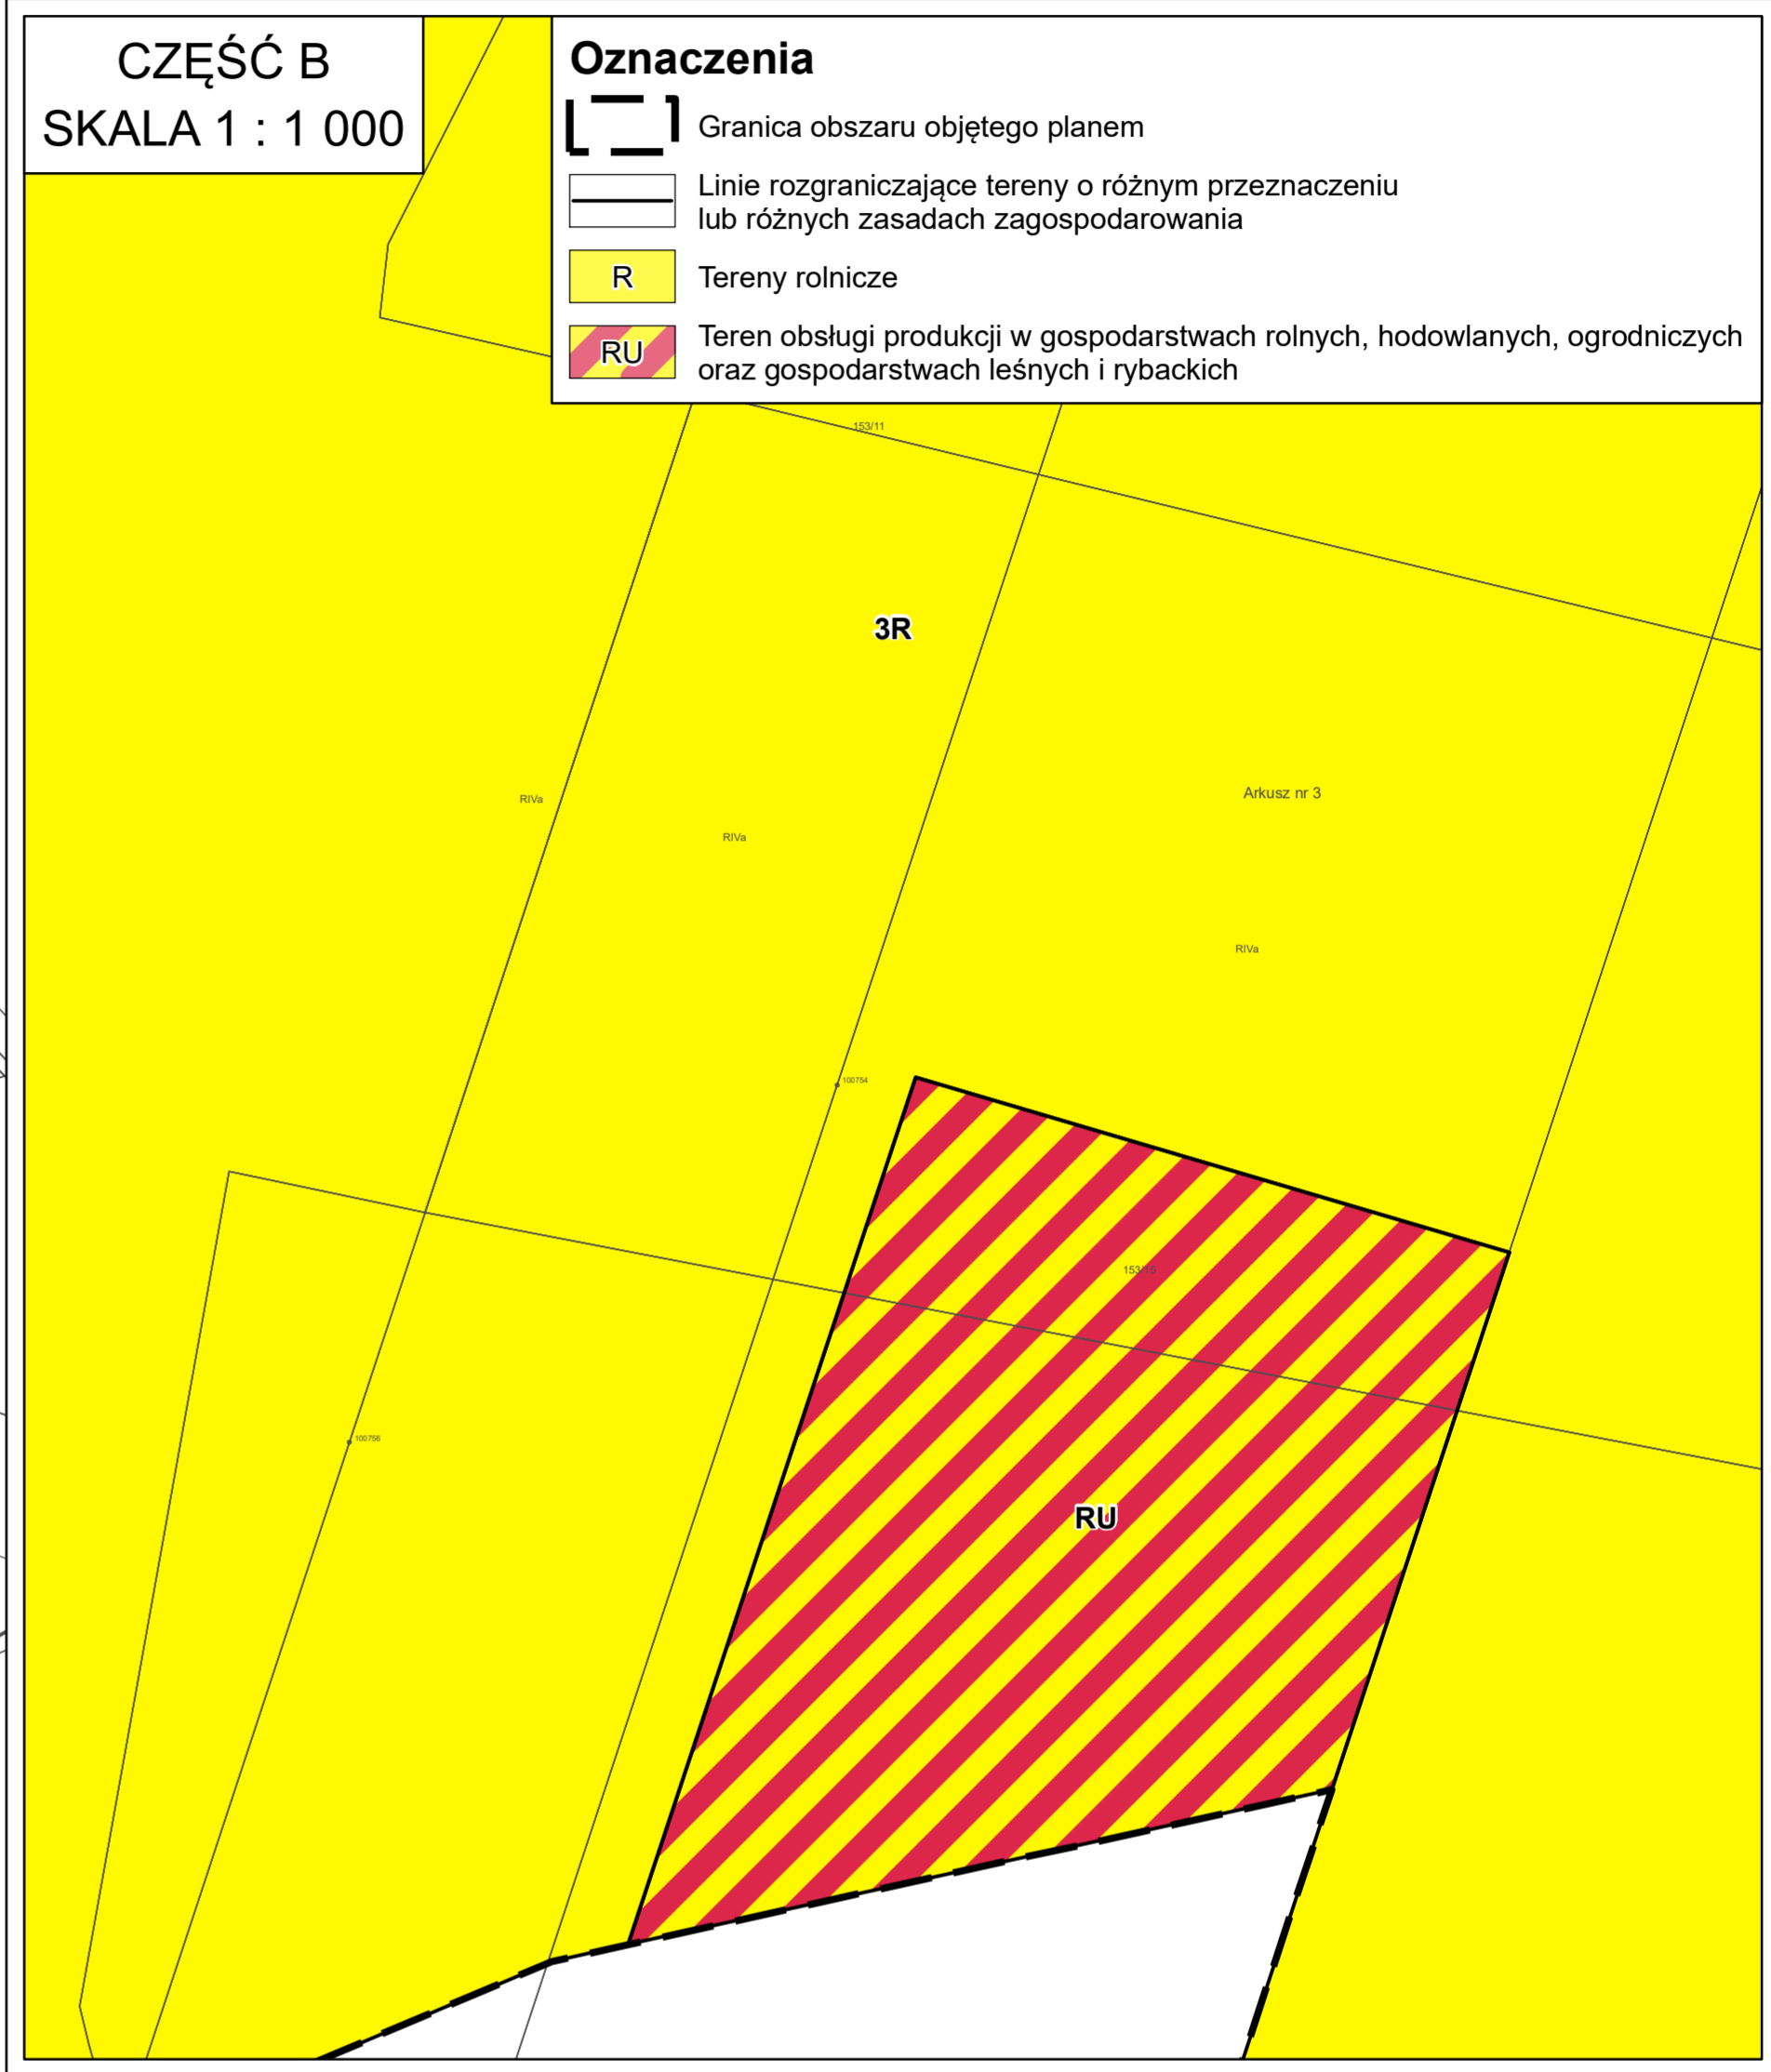 CZĘŚĆ B
SKALA 1 : 1 000
Oznaczenia
Granica obszaru objętego planem
Linie rozgraniczające tereny o różnym przeznaczeniu
lub różnych zasadach zagospodarowania
R Tereny rolnicze
RU Teren obsługi produkcji w gospodarstwach rolnych, hodowlanych, ogrodniczych
oraz gospodarstwach leśnych i rybackich
153/11
3R
Arkusz nr 3
RIVa
RIVa
RIVa
100754
153/15
100756
RU